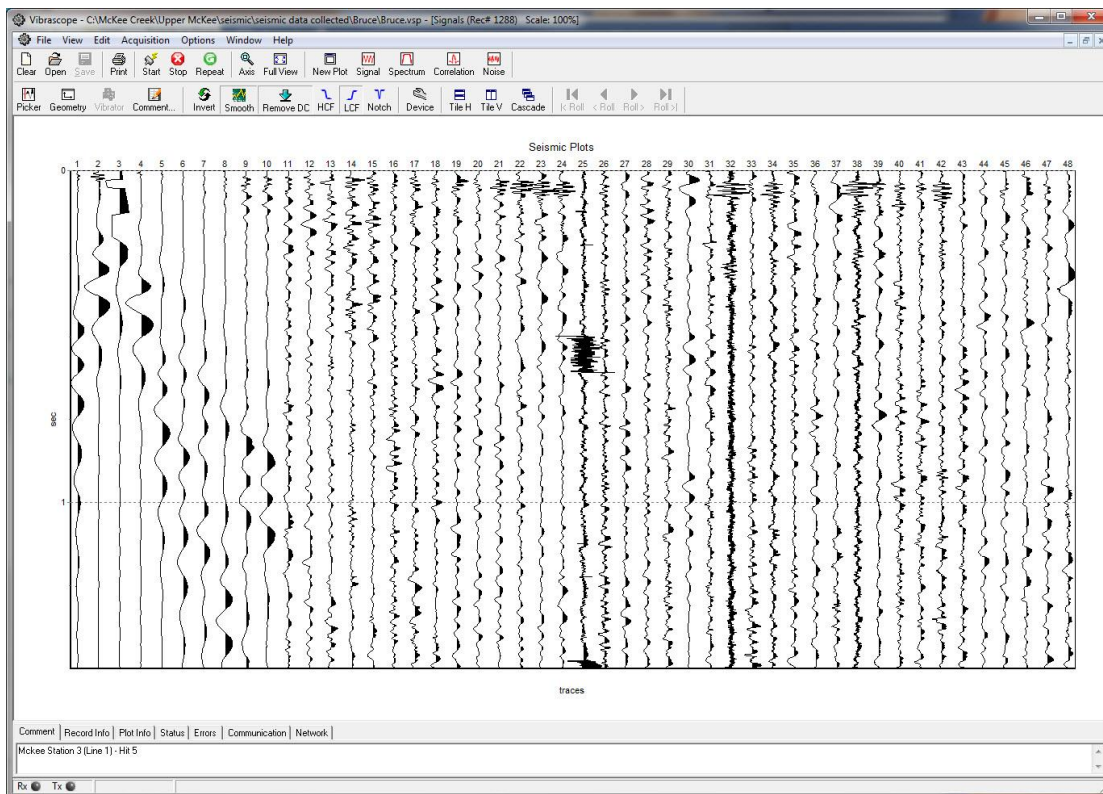 Vibrascope - C:\McKee Creek\Upper McKee\seismic\seismic data collected\Bruce\Bruce.vsp - [Signals (Rec# 1288) Scale: 100%]
File View Edit Acquisition Options Window Help
Clear Open Save Print Start Stop Repeat Axis Full View New Plot Signal Spectrum Correlation Noise
Picker Geometry Vibrator Comment... Invert Smooth Remove DC HCF LCF Notch Device Tile H Tile V Cascade |< Roll < Roll Roll > Roll >|
Seismic Plots
1 2 3 4 5 6 7 8 9 10 11 12 13 14 15 16 17 18 19 20 21 22 23 24 25 26 27 28 29 30 31 32 33 34 35 36 37 38 39 40 41 42 43 44 45 46 47 48
0
sec
1
traces
Comment Record Info Plot Info Status Errors Communication Network
Mckee Station 3 (Line 1) - Hit 5
Rx Tx